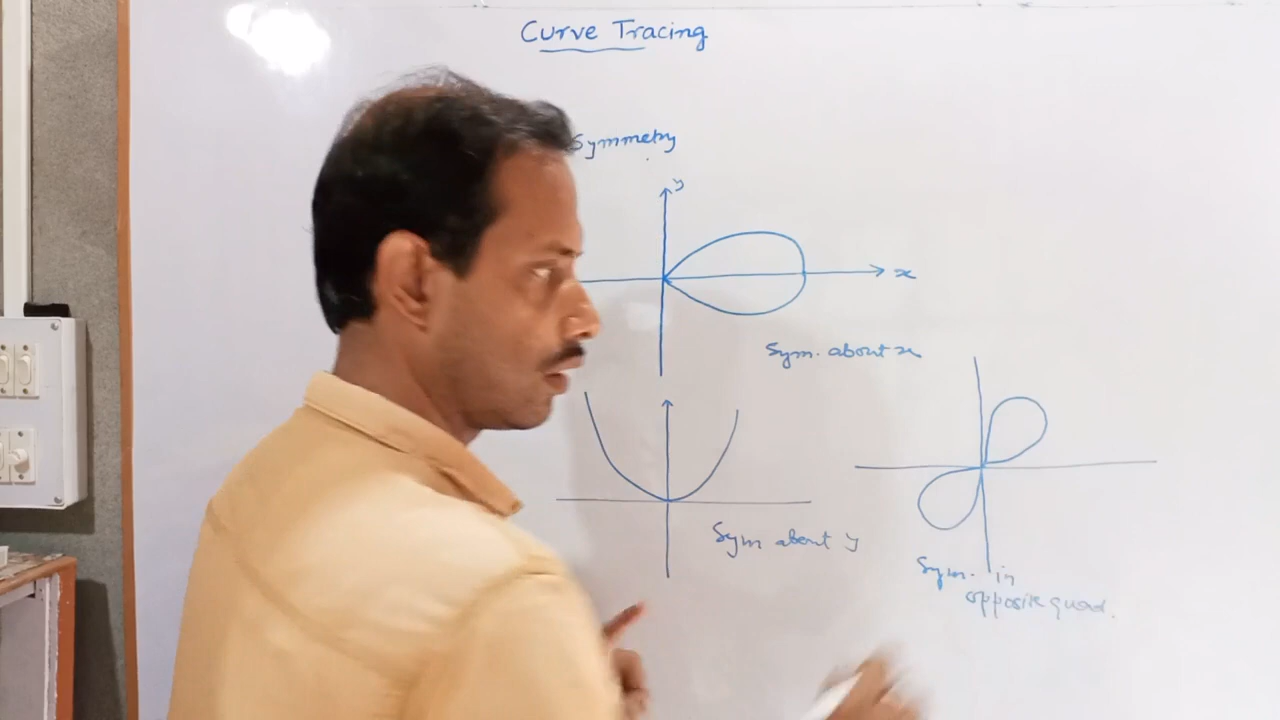 Curve Tracing
Symmetry
y
x
Sym. about x
Sym about y
Sym. in
opposite quad.